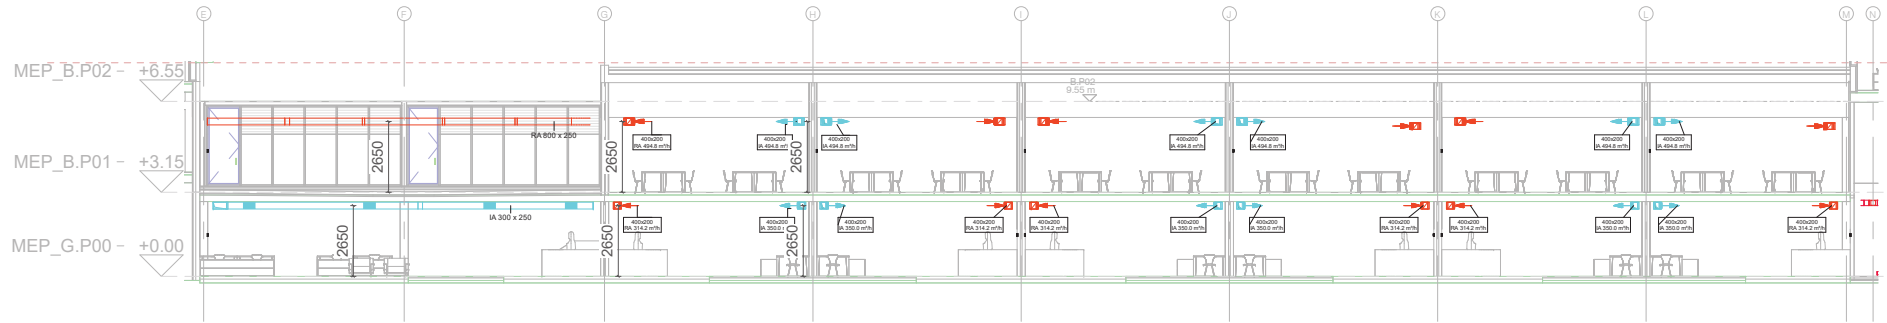 E F G H I J K L M N
MEP_B.P02 - +6.55
B.P02
9.55 m
RA 800 x 250
2650
2650
2650
400x200
RA 494.8 m³/h
400x200
IA 494.8 m³/h
400x200
IA 494.8 m³/h
400x200
IA 494.8 m³/h
400x200
IA 494.8 m³/h
400x200
IA 494.8 m³/h
400x200
IA 494.8 m³/h
MEP_B.P01 - +3.15
IA 300 x 250
2650
2650
2650
400x200
RA 314.2 m³/h
400x200
IA 350.0
400x200
IA 350.0 m³/h
400x200
RA 314.2 m³/h
400x200
RA 314.2 m³/h
400x200
IA 350.0 m³/h
400x200
IA 350.0 m³/h
400x200
RA 314.2 m³/h
400x200
RA 314.2 m³/h
400x200
IA 350.0 m³/h
400x200
IA 350.0 m³/h
400x200
RA 314.2 m³/h
MEP_G.P00 - +0.00